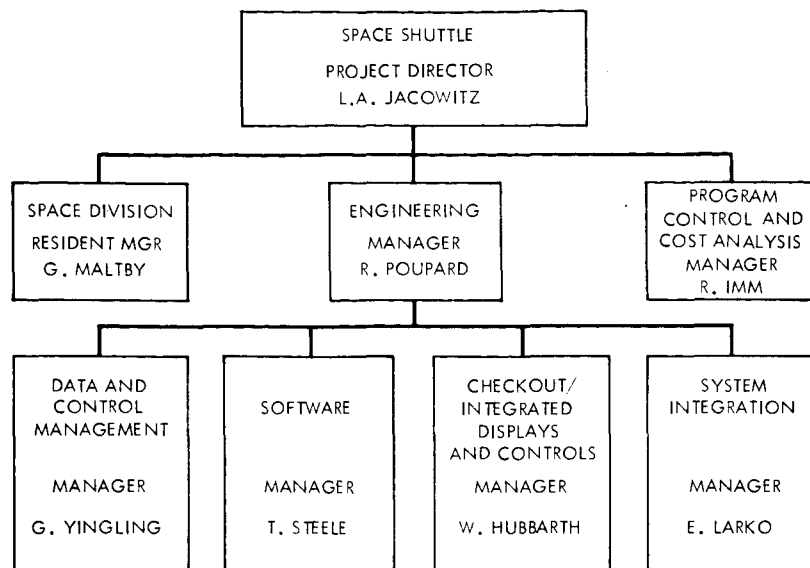 SPACE SHUTTLE
PROJECT DIRECTOR
L.A. JACOWITZ
SPACE DIVISION
RESIDENT MGR
G. MALTBY
ENGINEERING
MANAGER
R. POUPARD
PROGRAM
CONTROL AND
COST ANALYSIS
MANAGER
R. IMM
DATA AND
CONTROL
MANAGEMENT
MANAGER
G. YINGLING
SOFTWARE
MANAGER
T. STEELE
CHECKOUT/
INTEGRATED
DISPLAYS
AND CONTROLS
MANAGER
W. HUBBARTH
SYSTEM
INTEGRATION
MANAGER
E. LARKO